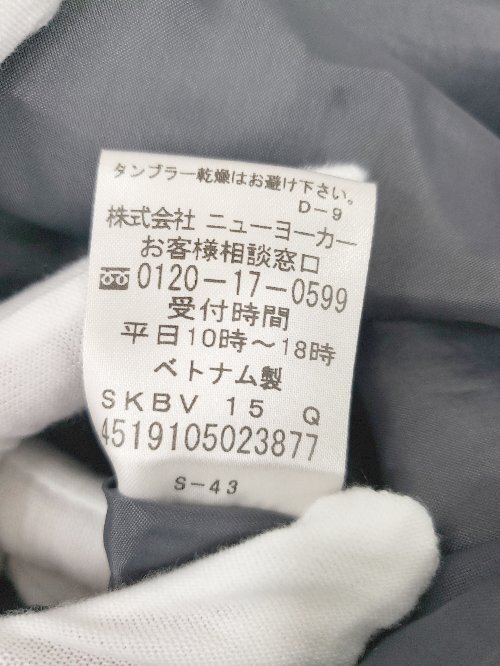 タンブラー乾燥はお避け下さい。
D-9
株式会社 ニューヨーカー
お客様相談窓口
0120-17-0599
受付時間
平日10時～18時
ベトナム製
SKBV 15 Q
4519105023877
S-43